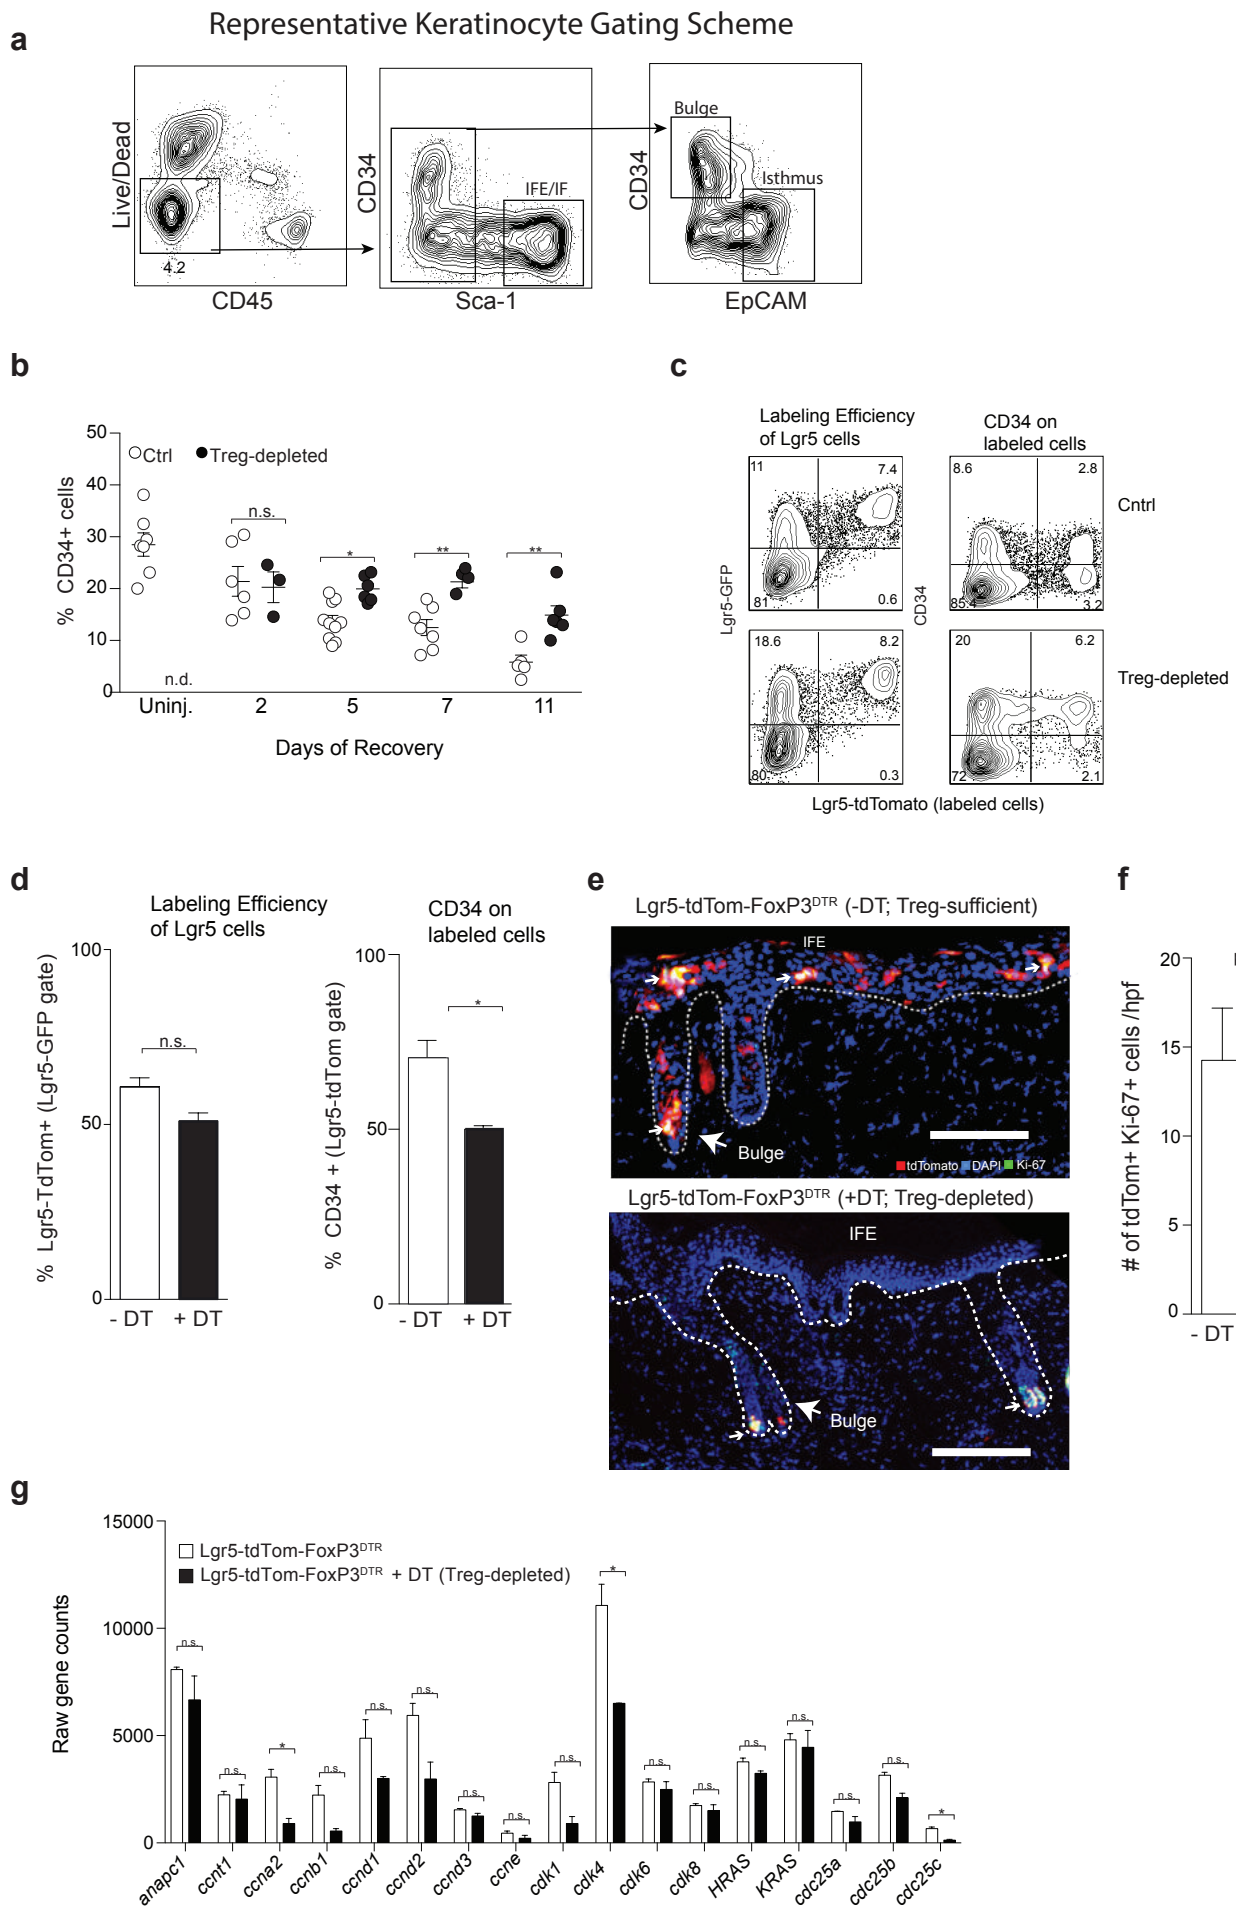 Representative Keratinocyte Gating Scheme
a
Live/Dead
4.2
CD45
CD34
IFE/IF
Sca-1
Bulge
CD34
Isthmus
EpCAM
b
% CD34+ cells
50
40
30
20
10
0
Ctrl
Treg-depleted
n.s.
*
**
**
n.d.
Uninj.
2
5
7
11
Days of Recovery
c
Labeling Efficiency
of Lgr5 cells
CD34 on
labeled cells
11
7.4
81
0.6
8.6
2.8
85.4
3.2
Cntrl
Lgr5-GFP
CD34
18.6
8.2
80
0.3
20
6.2
72
2.1
Treg-depleted
Lgr5-tdTomato (labeled cells)
d
Labeling Efficiency
of Lgr5 cells
% Lgr5-TdTom+ (Lgr5-GFP gate)
100
50
0
n.s.
- DT
+ DT
CD34 on
labeled cells
% CD34 + (Lgr5-tdTom gate)
100
50
0
*
- DT
+ DT
e
Lgr5-tdTom-FoxP3DTR (-DT; Treg-sufficient)
IFE
Bulge
tdTomato DAPI Ki-67
Lgr5-tdTom-FoxP3DTR (+DT; Treg-depleted)
IFE
Bulge
f
# of tdTom+ Ki-67+ cells /hpf
20
15
10
5
0
- DT
g
Raw gene counts
15000
10000
5000
0
Lgr5-tdTom-FoxP3DTR
Lgr5-tdTom-FoxP3DTR + DT (Treg-depleted)
n.s.
n.s.
*
n.s.
n.s.
n.s.
n.s.
n.s.
n.s.
*
n.s.
n.s.
n.s.
n.s.
n.s.
n.s.
*
anapc1
ccnt1
ccna2
ccnb1
ccnd1
ccnd2
ccnd3
ccne
cdk1
cdk4
cdk6
cdk8
HRAS
KRAS
cdc25a
cdc25b
cdc25c